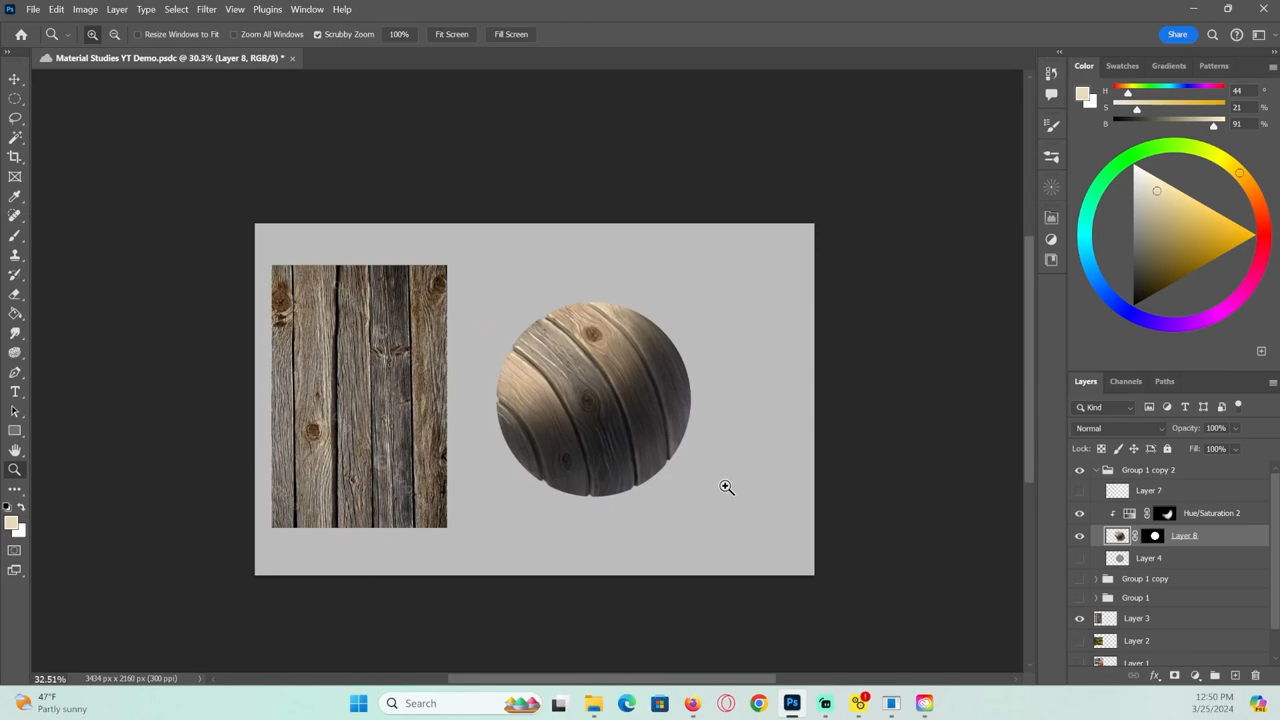 Ps File Edit Image Layer Type Select Filter View Plugins Window Help
Resize Windows to Fit Zoom All Windows Scrubby Zoom 100% Fit Screen Fill Screen Share
Material Studies YT Demo.psdc @ 30.3% (Layer 8, RGB/8) * ×
Color Swatches Gradients Patterns
H 44 °
S 21 %
B 91 %
Layers Channels Paths
Kind
Normal Opacity: 100%
Lock: Fill: 100%
Group 1 copy 2
Layer 7
Hue/Saturation 2
Layer 8
Layer 4
Group 1 copy
Group 1
Layer 3
Layer 2
Layer 1
32.51% 3434 px x 2160 px (300 ppi)
47°F
Partly sunny
Search
Ps
12:50 PM
3/25/2024